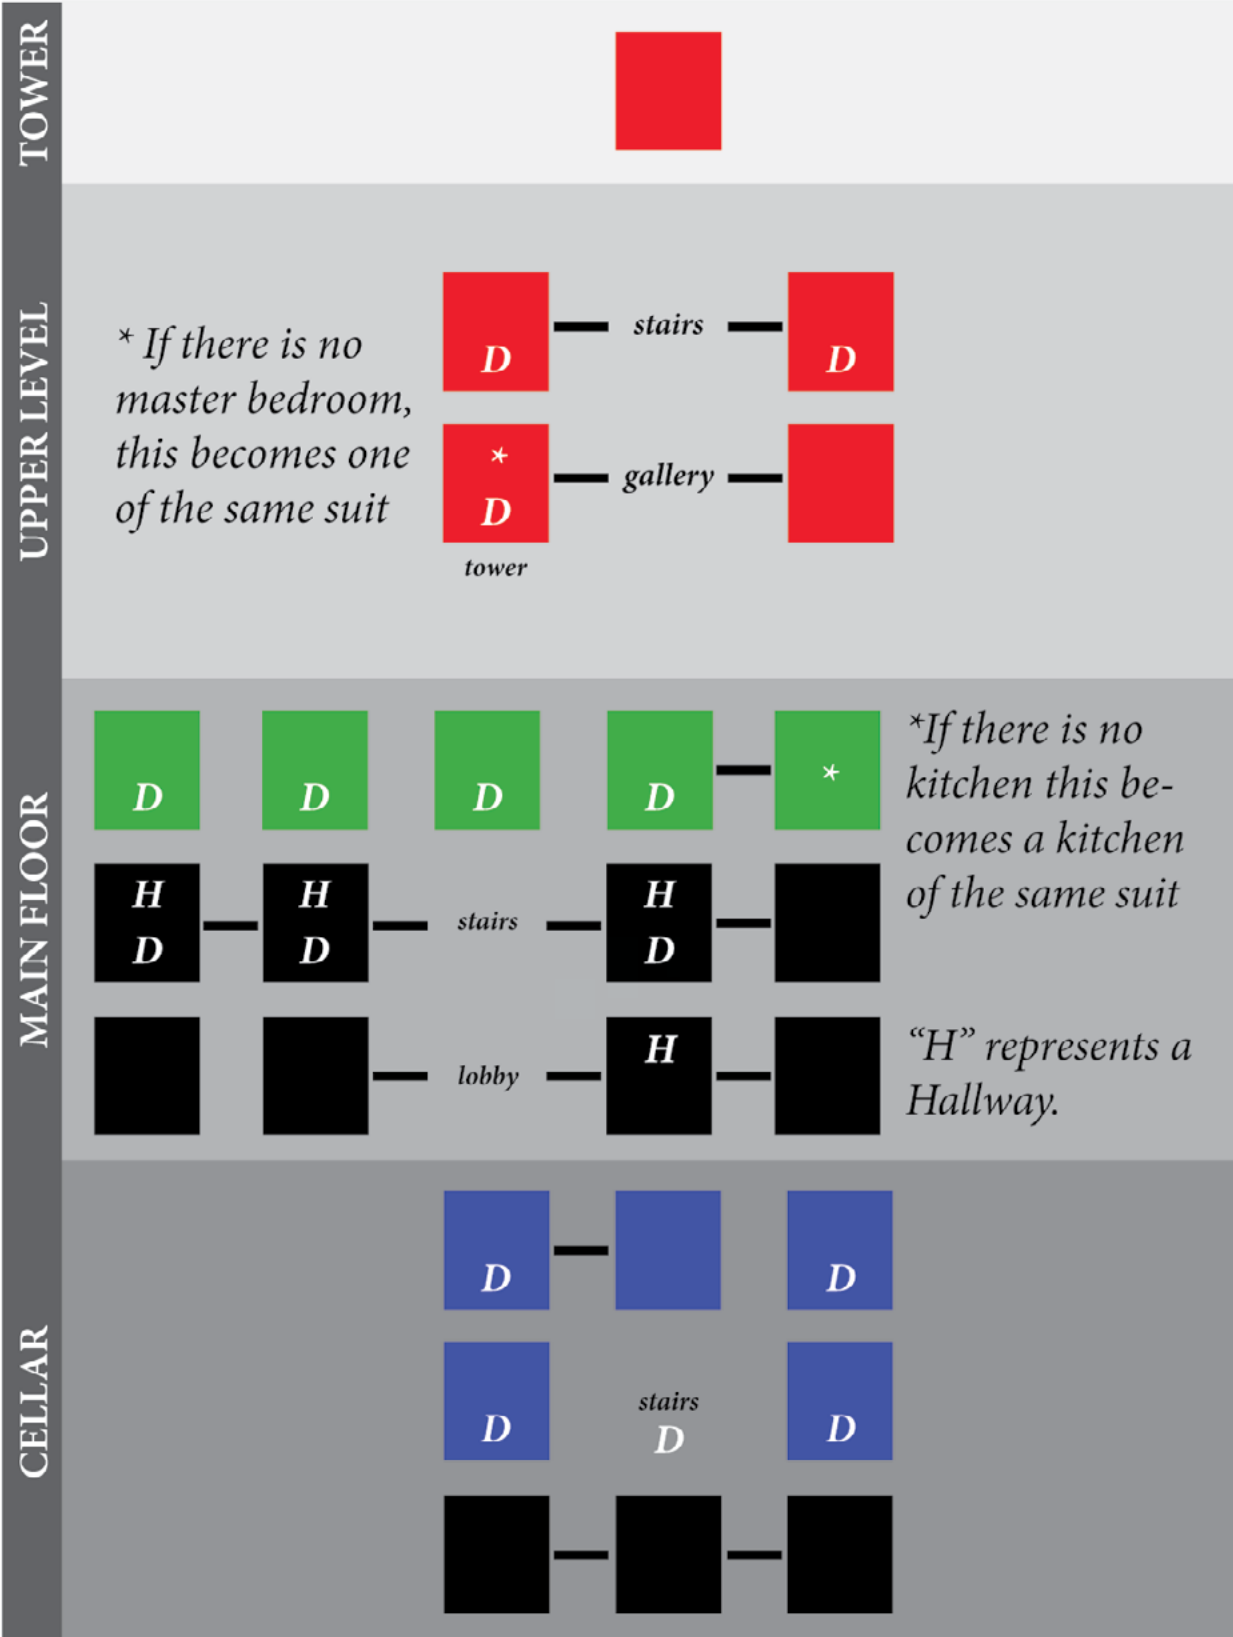 TOWER
UPPER LEVEL
* If there is no
master bedroom,
this becomes one
of the same suit
D
stairs
D
*
D
gallery
tower
MAIN FLOOR
D
D
D
D
*
*If there is no
kitchen this be-
comes a kitchen
of the same suit
H
D
H
D
stairs
H
D
lobby
H
“H” represents a
Hallway.
CELLAR
D
D
D
stairs
D
D